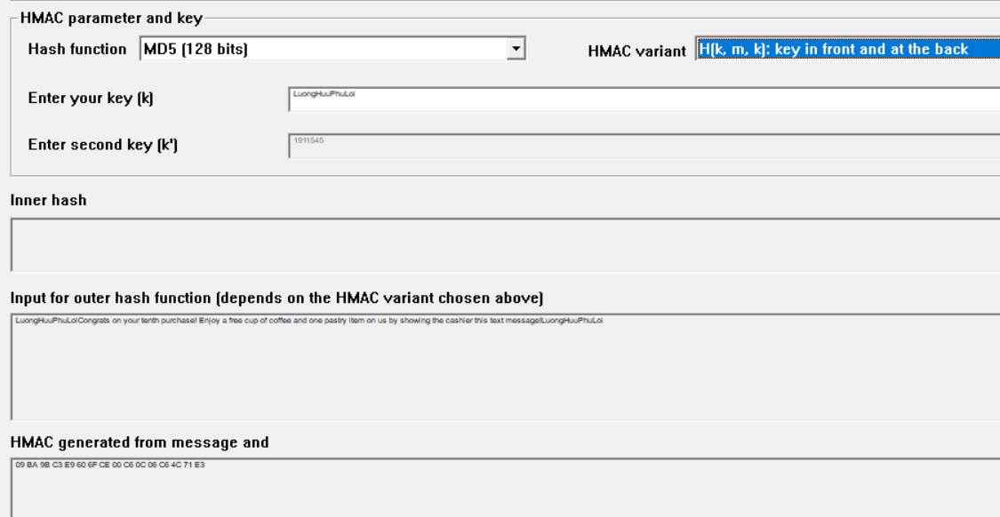 HMAC parameter and key
Hash function MD5 (128 bits) HMAC variant H(k, m, k): key in front and at the back
Enter your key (k) LuongHuuPhuLoi
Enter second key (k') 1911545
Inner hash
Input for outer hash function (depends on the HMAC variant chosen above)
LuongHuuPhuLoiCongrats on your tenth purchase! Enjoy a free cup of coffee and one pastry item on us by showing the cashier this text message!LuongHuuPhuLoi
HMAC generated from message and
09 BA 9B C3 E9 60 6F CE 00 C6 0C 06 C6 4C 71 E3